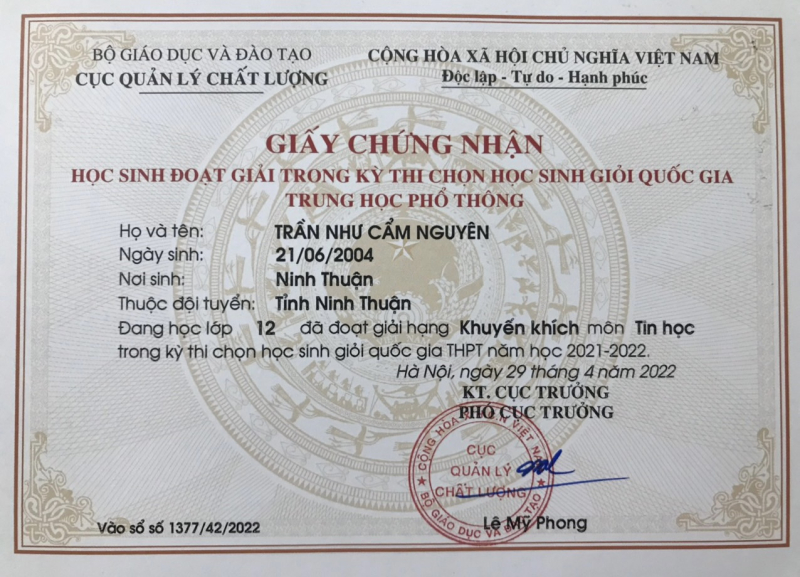 BỘ GIÁO DỤC VÀ ĐÀO TẠO
CỤC QUẢN LÝ CHẤT LƯỢNG
CỘNG HÒA XÃ HỘI CHỦ NGHĨA VIỆT NAM
Độc lập - Tự do - Hạnh phúc
GIẤY CHỨNG NHẬN
HỌC SINH ĐOẠT GIẢI TRONG KỲ THI CHỌN HỌC SINH GIỎI QUỐC GIA
TRUNG HỌC PHỔ THÔNG
Họ và tên: TRẦN NHƯ CẨM NGUYÊN
Ngày sinh: 21/06/2004
Nơi sinh: Ninh Thuận
Thuộc đội tuyển: Tỉnh Ninh Thuận
Đang học lớp 12 đã đoạt giải hạng Khuyến khích môn Tin học
trong kỳ thi chọn học sinh giỏi quốc gia THPT năm học 2021-2022.
Hà Nội, ngày 29 tháng 4 năm 2022
KT. CỤC TRƯỞNG
PHÓ CỤC TRƯỞNG
CỤC
QUẢN LÝ
CHẤT LƯỢNG
BỘ GIÁO DỤC VÀ ĐÀO TẠO
Lê Mỹ Phong
Vào sổ số 1377/42/2022